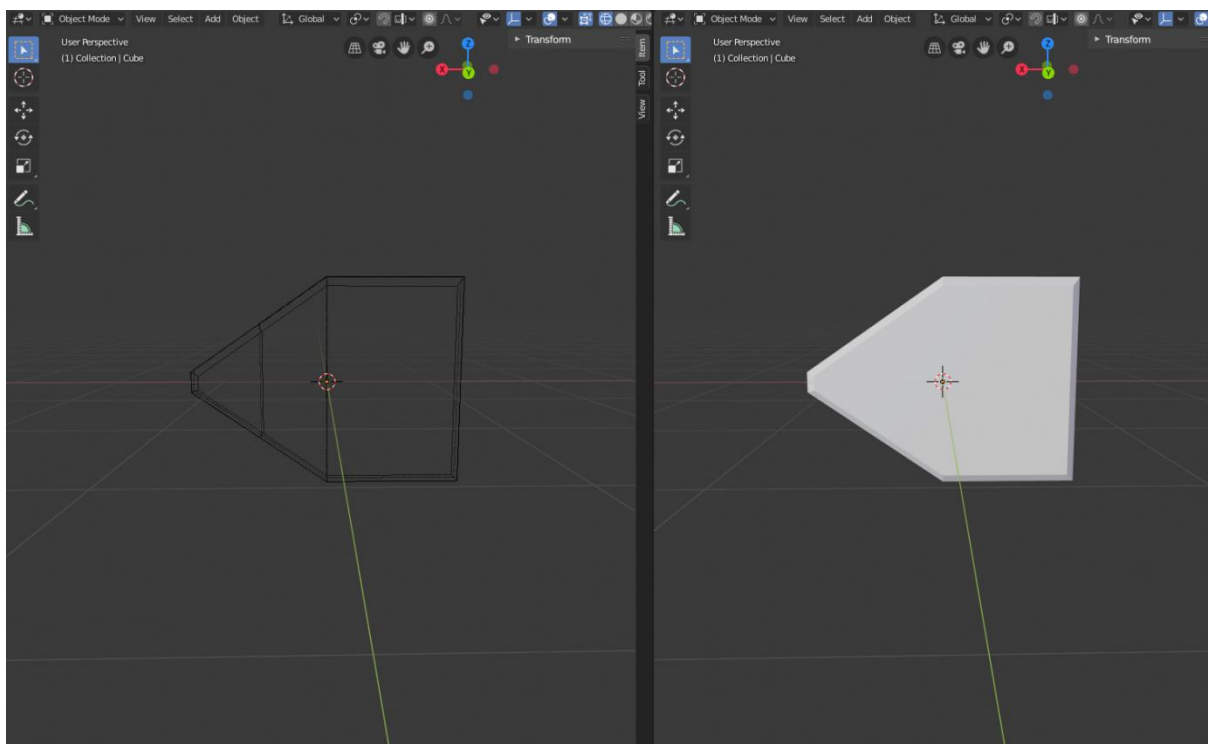 Object Mode View Select Add Object Global
User Perspective
(1) Collection | Cube
Z
X
Y
Transform
Item
Tool
View
Object Mode View Select Add Object Global
User Perspective
(1) Collection | Cube
Z
X
Y
Transform